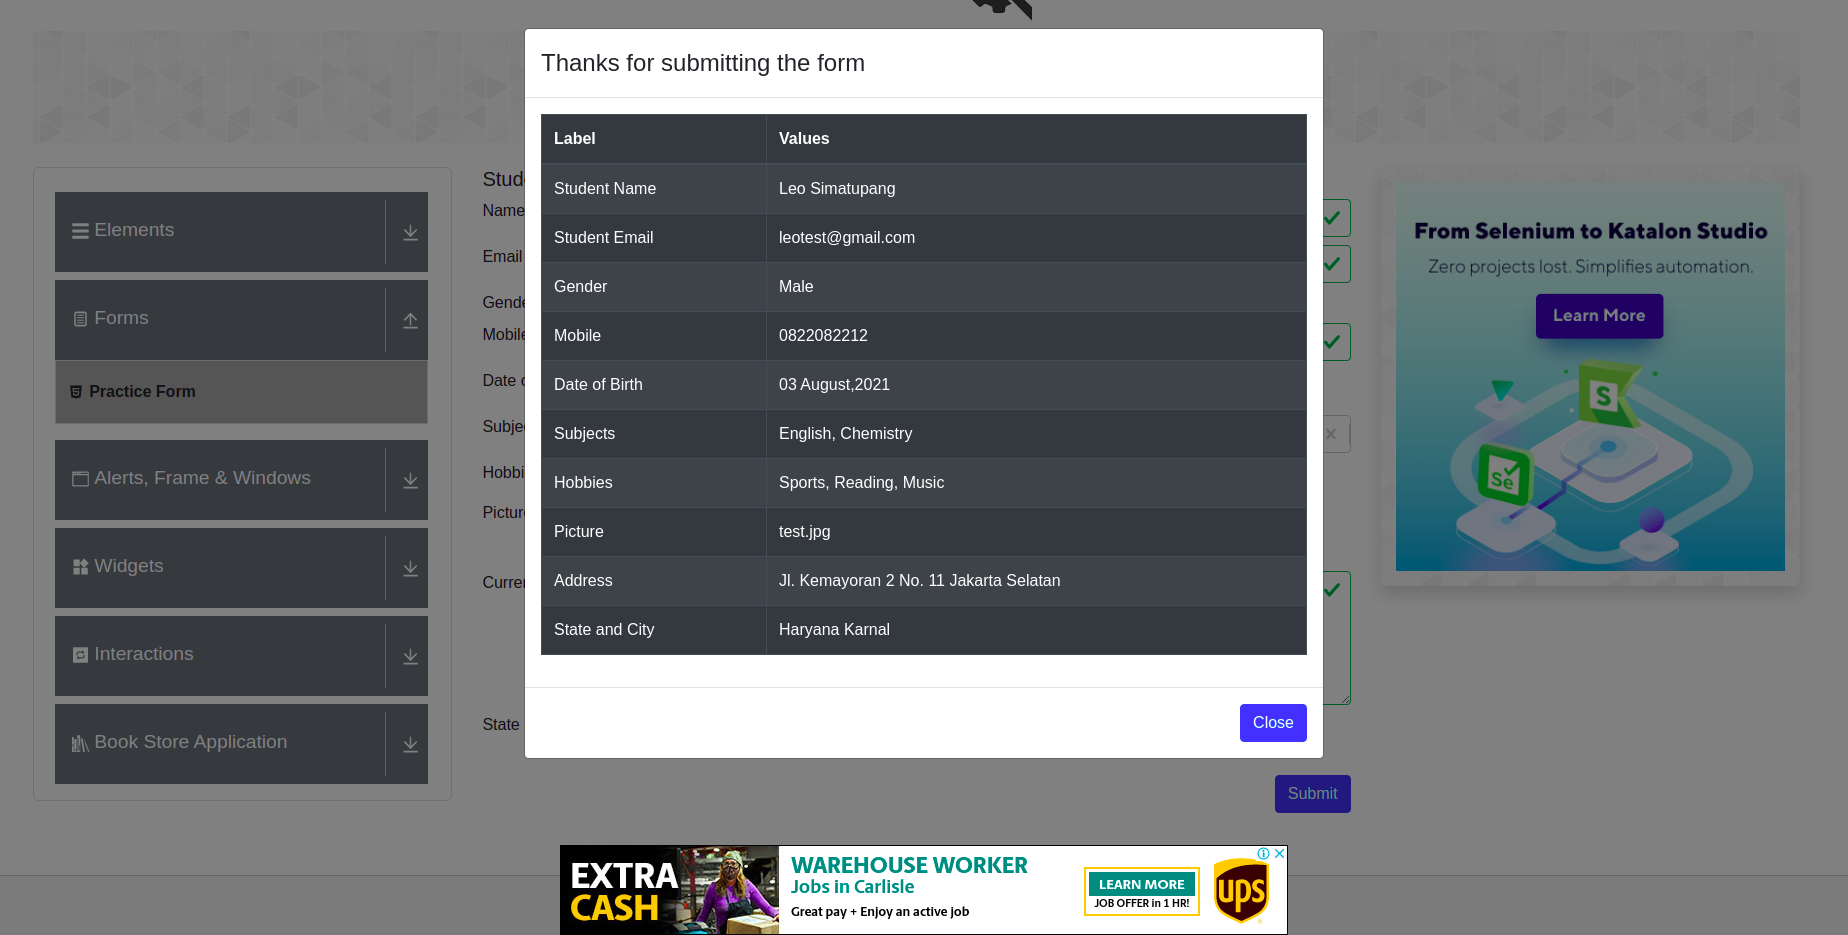 Thanks for submitting the form
Label Values
Student Name Leo Simatupang
Student Email leotest@gmail.com
Gender Male
Mobile 0822082212
Date of Birth 03 August,2021
Subjects English, Chemistry
Hobbies Sports, Reading, Music
Picture test.jpg
Address Jl. Kemayoran 2 No. 11 Jakarta Selatan
State and City Haryana Karnal
Close
Elements
Forms
Practice Form
Alerts, Frame & Windows
Widgets
Interactions
Book Store Application
Stud
Name
Email
Gende
Mobile
Date o
Subje
Hobbi
Pictur
Currer
State
Submit
From Selenium to Katalon Studio
Zero projects lost. Simplifies automation.
Learn More
S
Se
EXTRA
CASH
WAREHOUSE WORKER
Jobs in Carlisle
Great pay + Enjoy an active job
LEARN MORE
JOB OFFER in 1 HR!
ups